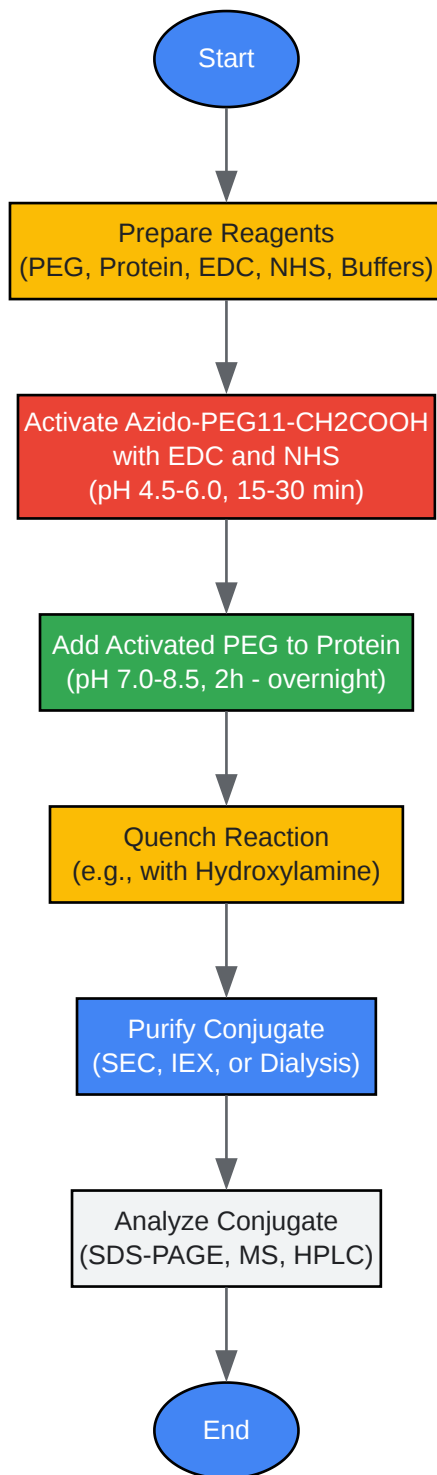 Start
Prepare Reagents
(PEG, Protein, EDC, NHS, Buffers)
Activate Azido-PEG11-CH2COOH
with EDC and NHS
(pH 4.5-6.0, 15-30 min)
Add Activated PEG to Protein
(pH 7.0-8.5, 2h - overnight)
Quench Reaction
(e.g., with Hydroxylamine)
Purify Conjugate
(SEC, IEX, or Dialysis)
Analyze Conjugate
(SDS-PAGE, MS, HPLC)
End